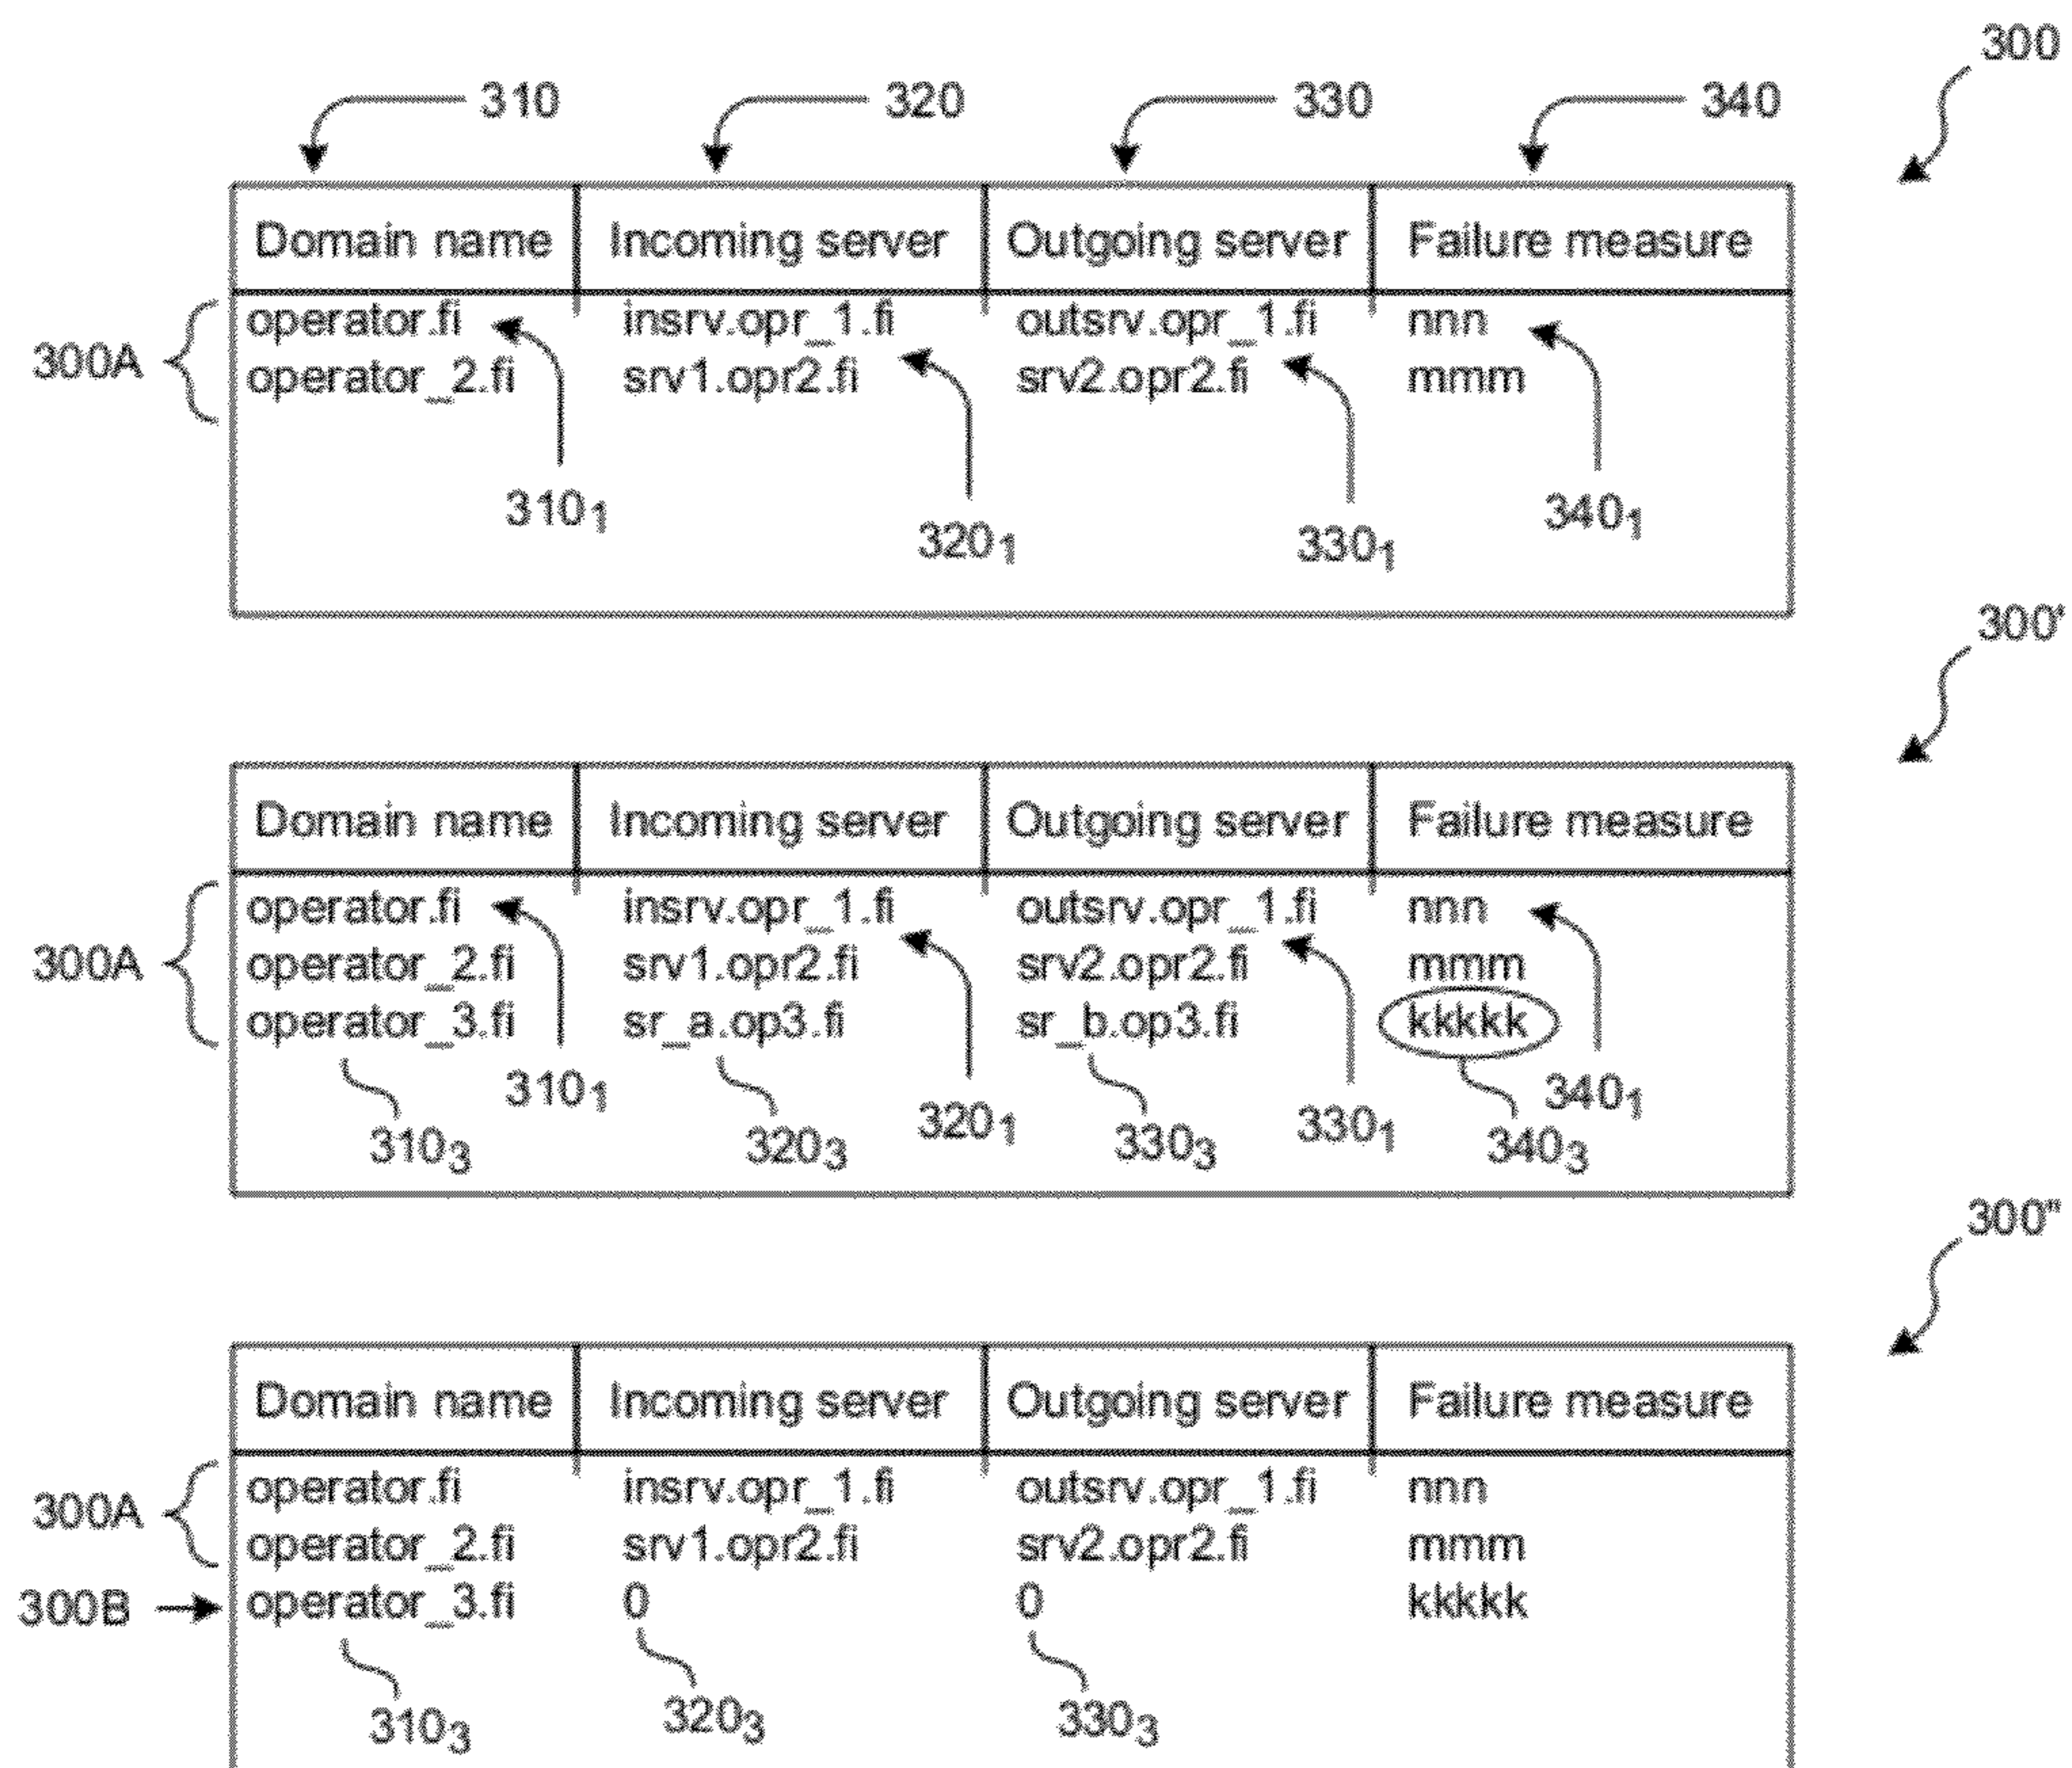 300
310 320 330 340
Domain name Incoming server Outgoing server Failure measure
operator.fi insrv.opr_1.fi outsrv.opr_1.fi nnn
300A
operator_2.fi srv1.opr2.fi srv2.opr2.fi mmm
310₁ 320₁ 330₁ 340₁
300'
Domain name Incoming server Outgoing server Failure measure
operator.fi insrv.opr_1.fi outsrv.opr_1.fi nnn
300A operator_2.fi srv1.opr2.fi srv2.opr2.fi mmm
operator_3.fi sr_a.op3.fi sr_b.op3.fi kkkkk
310₁ 320₁ 330₁ 340₁
310₃ 320₃ 330₃ 340₃
300"
Domain name Incoming server Outgoing server Failure measure
operator.fi insrv.opr_1.fi outsrv.opr_1.fi nnn
300A
operator_2.fi srv1.opr2.fi srv2.opr2.fi mmm
300B operator_3.fi 0 0 kkkkk
310₃ 320₃ 330₃